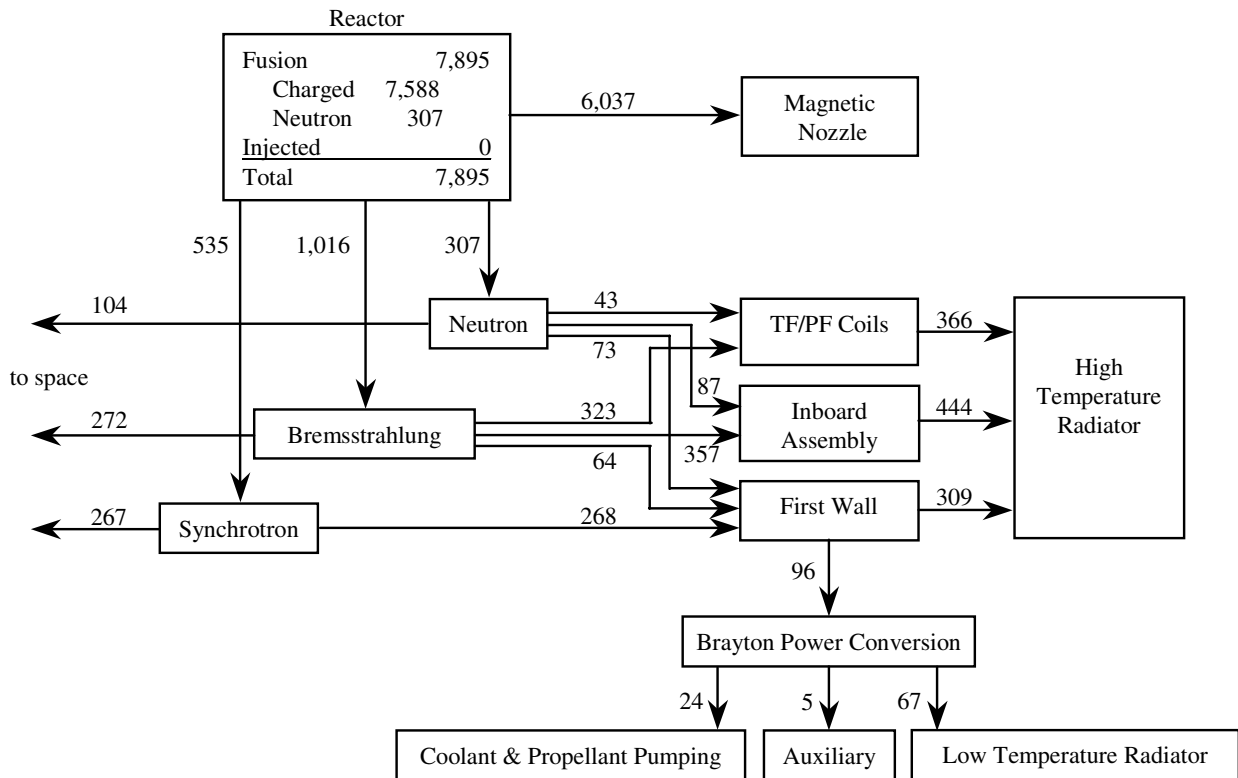 Reactor
Fusion 7,895
Charged 7,588
Neutron 307
Injected 0
Total 7,895
6,037
Magnetic
Nozzle
535
1,016
307
104
Neutron
43
73
TF/PF Coils
366
High
Temperature
Radiator
to space
87
272
Bremsstrahlung
323
357
64
Inboard
Assembly
444
267
Synchrotron
268
First Wall
309
96
Brayton Power Conversion
24
5
67
Coolant & Propellant Pumping
Auxiliary
Low Temperature Radiator